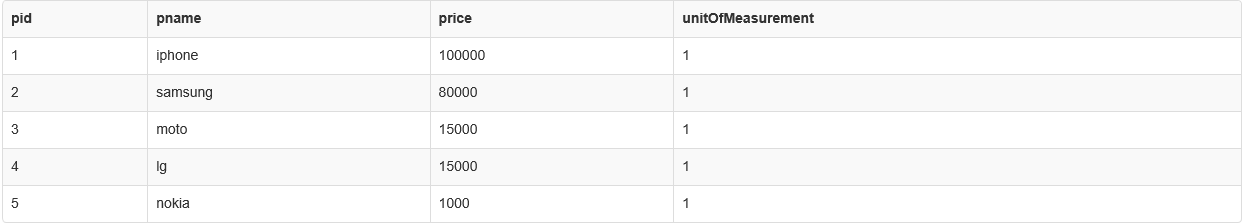 pid pname price unitOfMeasurement
1 iphone 100000 1
2 samsung 80000 1
3 moto 15000 1
4 lg 15000 1
5 nokia 1000 1